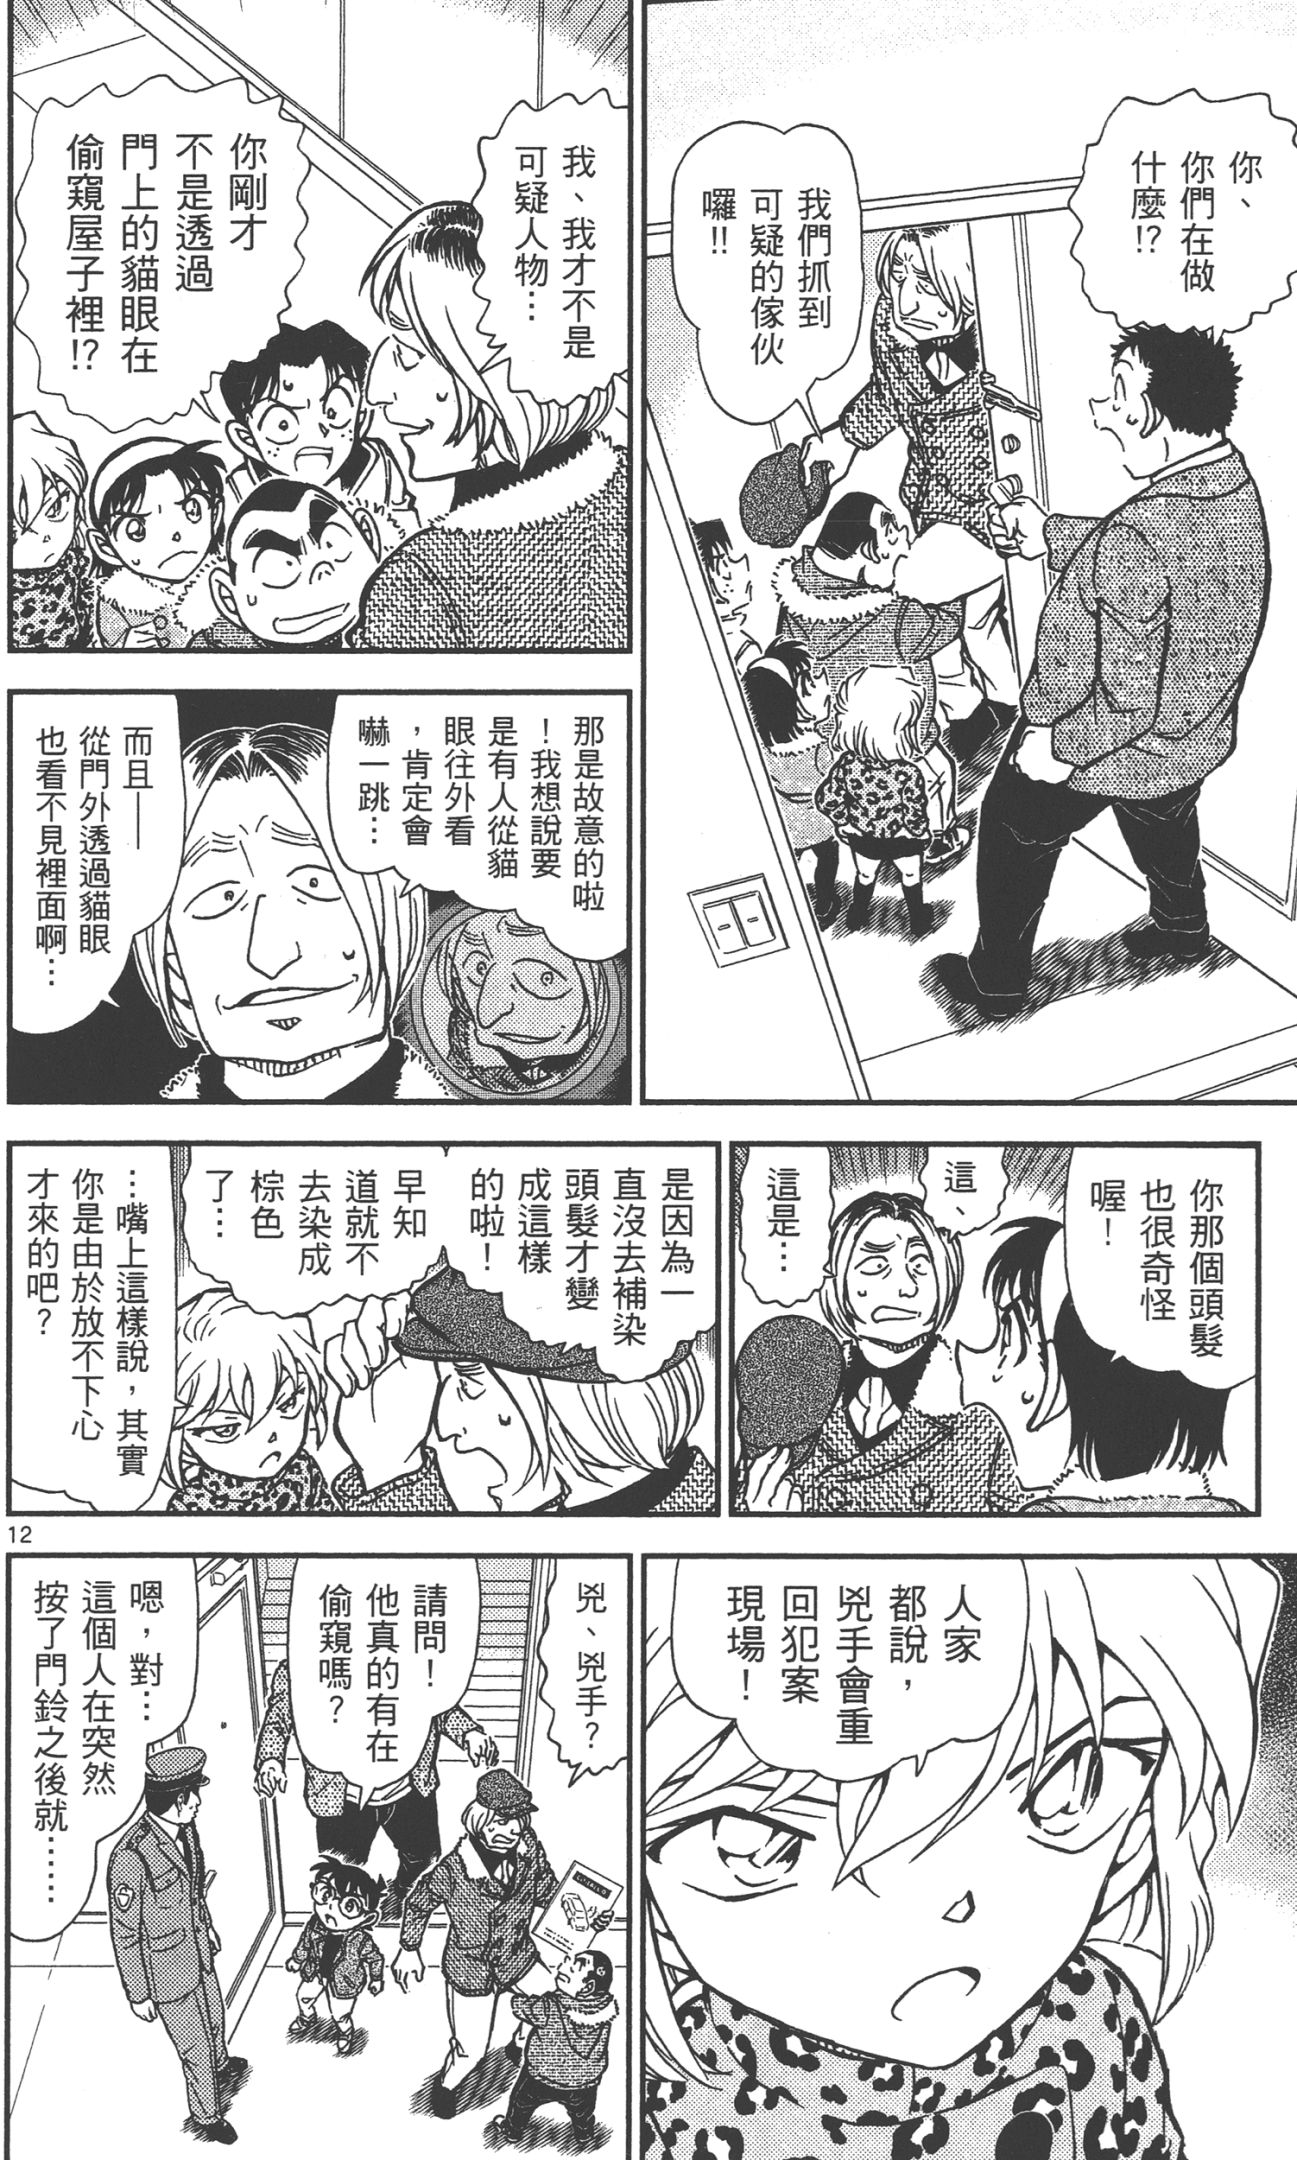 你、
你們在做
什麼!?
我們抓到
可疑的傢伙
囉!!
我、我才不是
可疑人物…
你剛才
不是透過
門上的貓眼在
偷窺屋子裡!?
那是故意的啦
！我想說要
是有人從貓
眼往外看
，肯定會
嚇一跳…
而且——
從門外透過貓眼
也看不見裡面啊…
你那個頭髮
也很奇怪
喔！
這、
這是…
是因為一
直沒去補染
頭髮才變
成這樣
的啦！
早知
道就不
去染成
棕色
了…
…嘴上這樣說，其實
你是由於放不下心
才來的吧？
12
人家
都說，
兇手會重
回犯案
現場！
兇、兇手？
請問！
他真的有在
偷窺嗎？
嗯，對…
這個人在突然
按了門鈴之後就……